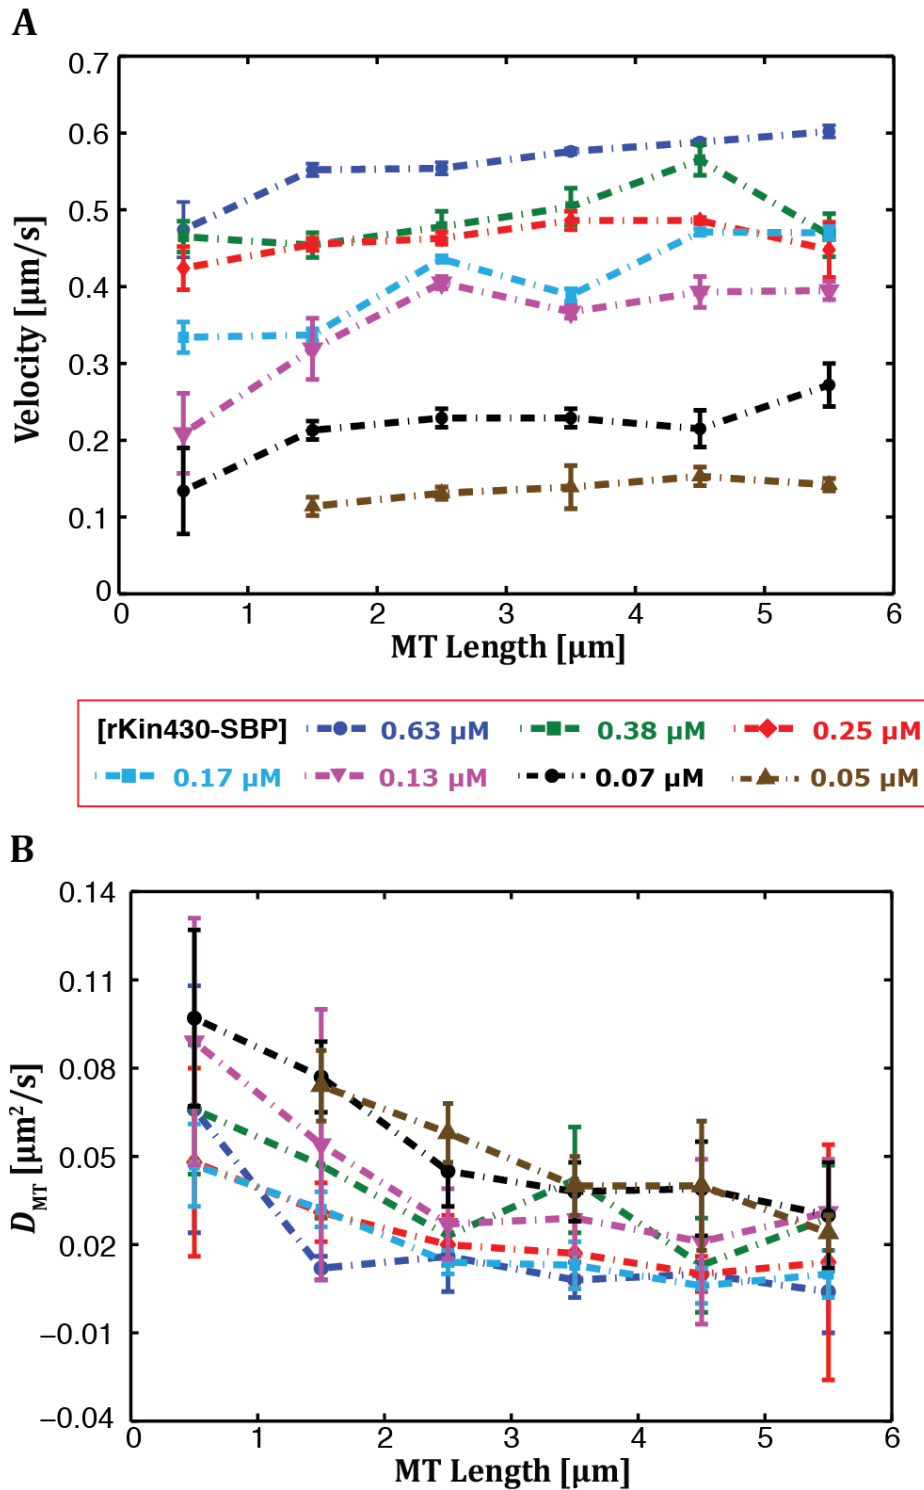 A
0.7
0.6
0.5
0.4
0.3
0.2
0.1
0
Velocity [μm/s]
0 1 2 3 4 5 6
MT Length [μm]
[rKin430-SBP] 0.63 μM 0.38 μM 0.25 μM
0.17 μM 0.13 μM 0.07 μM 0.05 μM
B
0.14
0.11
0.08
0.05
0.02
−0.01
−0.04
D_MT [μm²/s]
0 1 2 3 4 5 6
MT Length [μm]